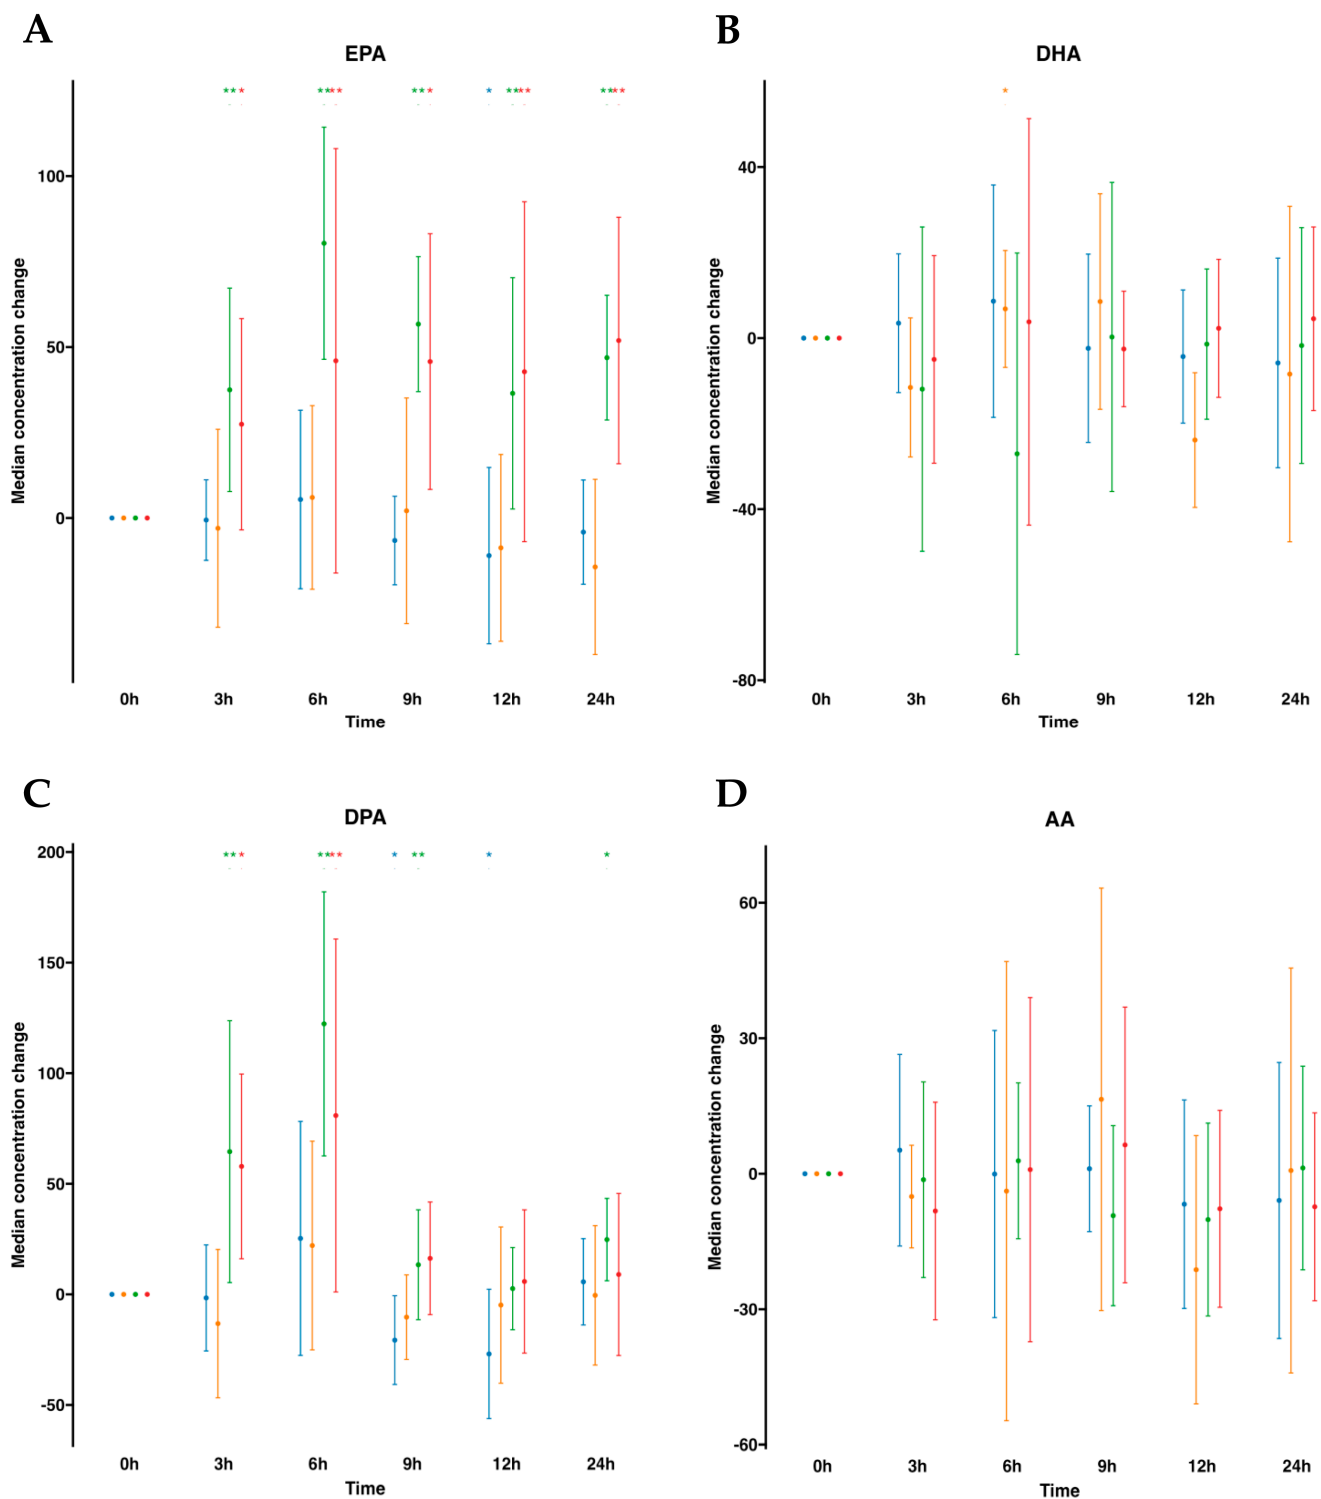 A
EPA
** * **** ** * * **** ****
Median concentration change
100
50
0
0h 3h 6h 9h 12h 24h
Time
B
DHA
*
Median concentration change
40
0
-40
-80
0h 3h 6h 9h 12h 24h
Time
C
DPA
** * **** * ** * *
Median concentration change
200
150
100
50
0
-50
0h 3h 6h 9h 12h 24h
Time
D
AA
Median concentration change
60
30
0
-30
-60
0h 3h 6h 9h 12h 24h
Time